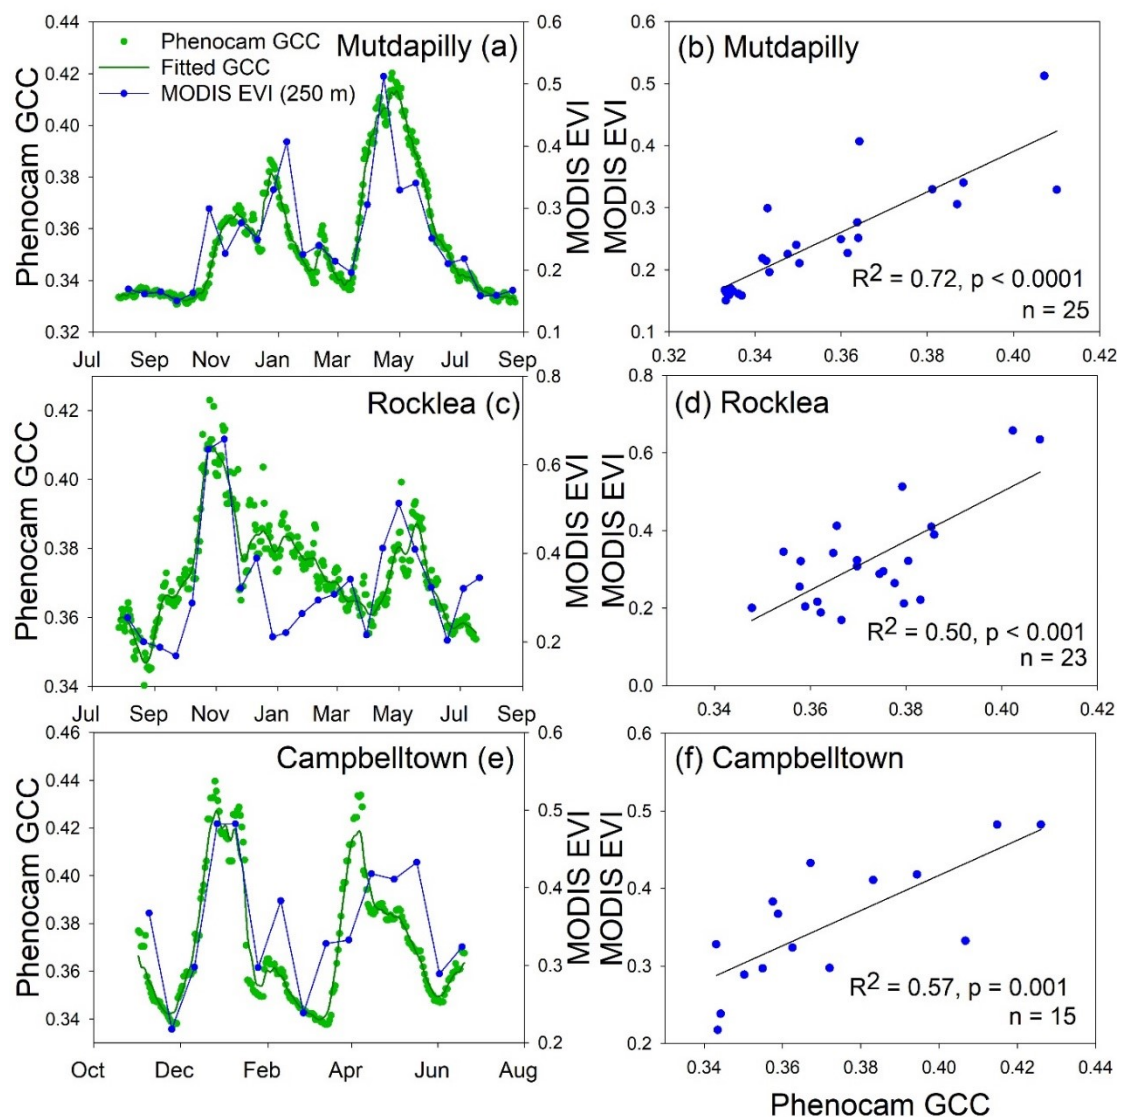 Mutdapilly (a)
Phenocam GCC
Fitted GCC
MODIS EVI (250 m)
Phenocam GCC
0.44
0.42
0.40
0.38
0.36
0.34
0.32
0.6
0.5
0.4
0.3
0.2
0.1
MODIS EVI
Jul Sep Nov Jan Mar May Jul Sep
(b) Mutdapilly
MODIS EVI
0.6
0.5
0.4
0.3
0.2
0.1
R2 = 0.72, p < 0.0001
n = 25
0.32 0.34 0.36 0.38 0.40 0.42
Rocklea (c)
Phenocam GCC
0.42
0.40
0.38
0.36
0.34
0.8
0.6
0.4
0.2
MODIS EVI
Jul Sep Nov Jan Mar May Jul Sep
(d) Rocklea
MODIS EVI
0.8
0.6
0.4
0.2
0.0
R2 = 0.50, p < 0.001
n = 23
0.34 0.36 0.38 0.40 0.42
Campbelltown (e)
Phenocam GCC
0.46
0.44
0.42
0.40
0.38
0.36
0.34
0.6
0.5
0.4
0.3
0.2
MODIS EVI
Oct Dec Feb Apr Jun Aug
(f) Campbelltown
MODIS EVI
0.6
0.5
0.4
0.3
0.2
R2 = 0.57, p = 0.001
n = 15
0.34 0.36 0.38 0.40 0.42 0.44
Phenocam GCC